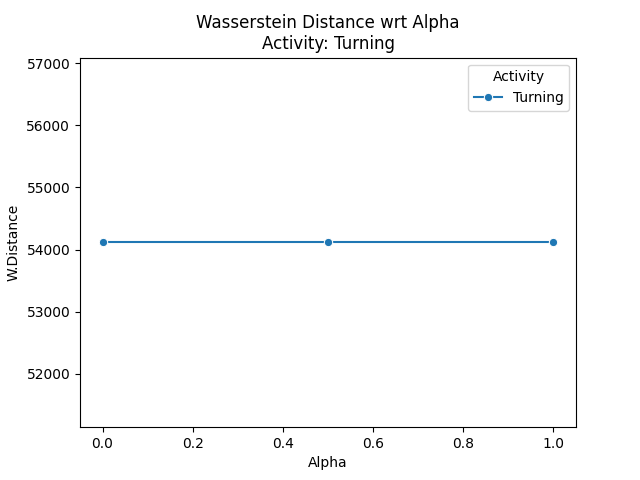 Wasserstein Distance wrt Alpha
Activity: Turning
Activity
Turning
57000
56000
55000
54000
53000
52000
W.Distance
0.0 0.2 0.4 0.6 0.8 1.0
Alpha